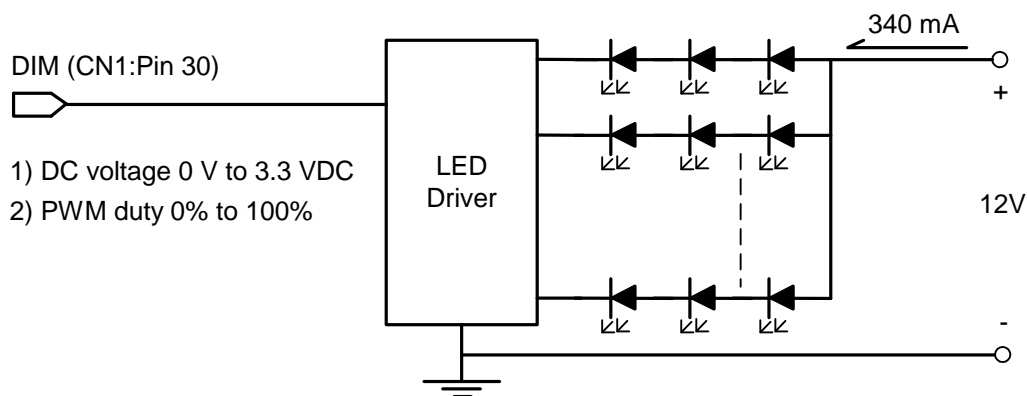 340 mA
DIM (CN1:Pin 30)
+
1) DC voltage 0 V to 3.3 VDC
2) PWM duty 0% to 100%
LED
Driver
12V
-